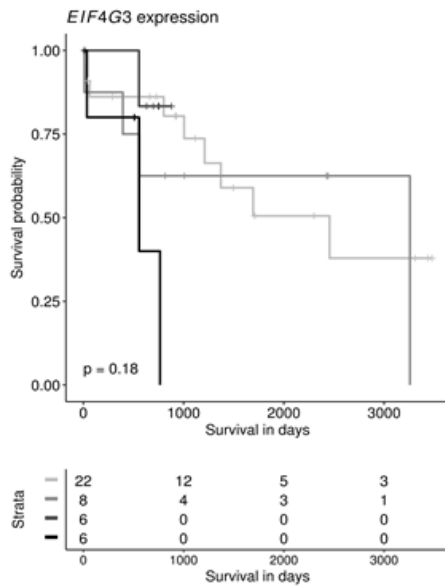 EIF4G3 expression
1.00
0.75
0.50
0.25
0.00
Survival probability
p = 0.18
0 1000 2000 3000
Survival in days
Strata
22 12 5 3
8 4 3 1
6 0 0 0
6 0 0 0
0 1000 2000 3000
Survival in days